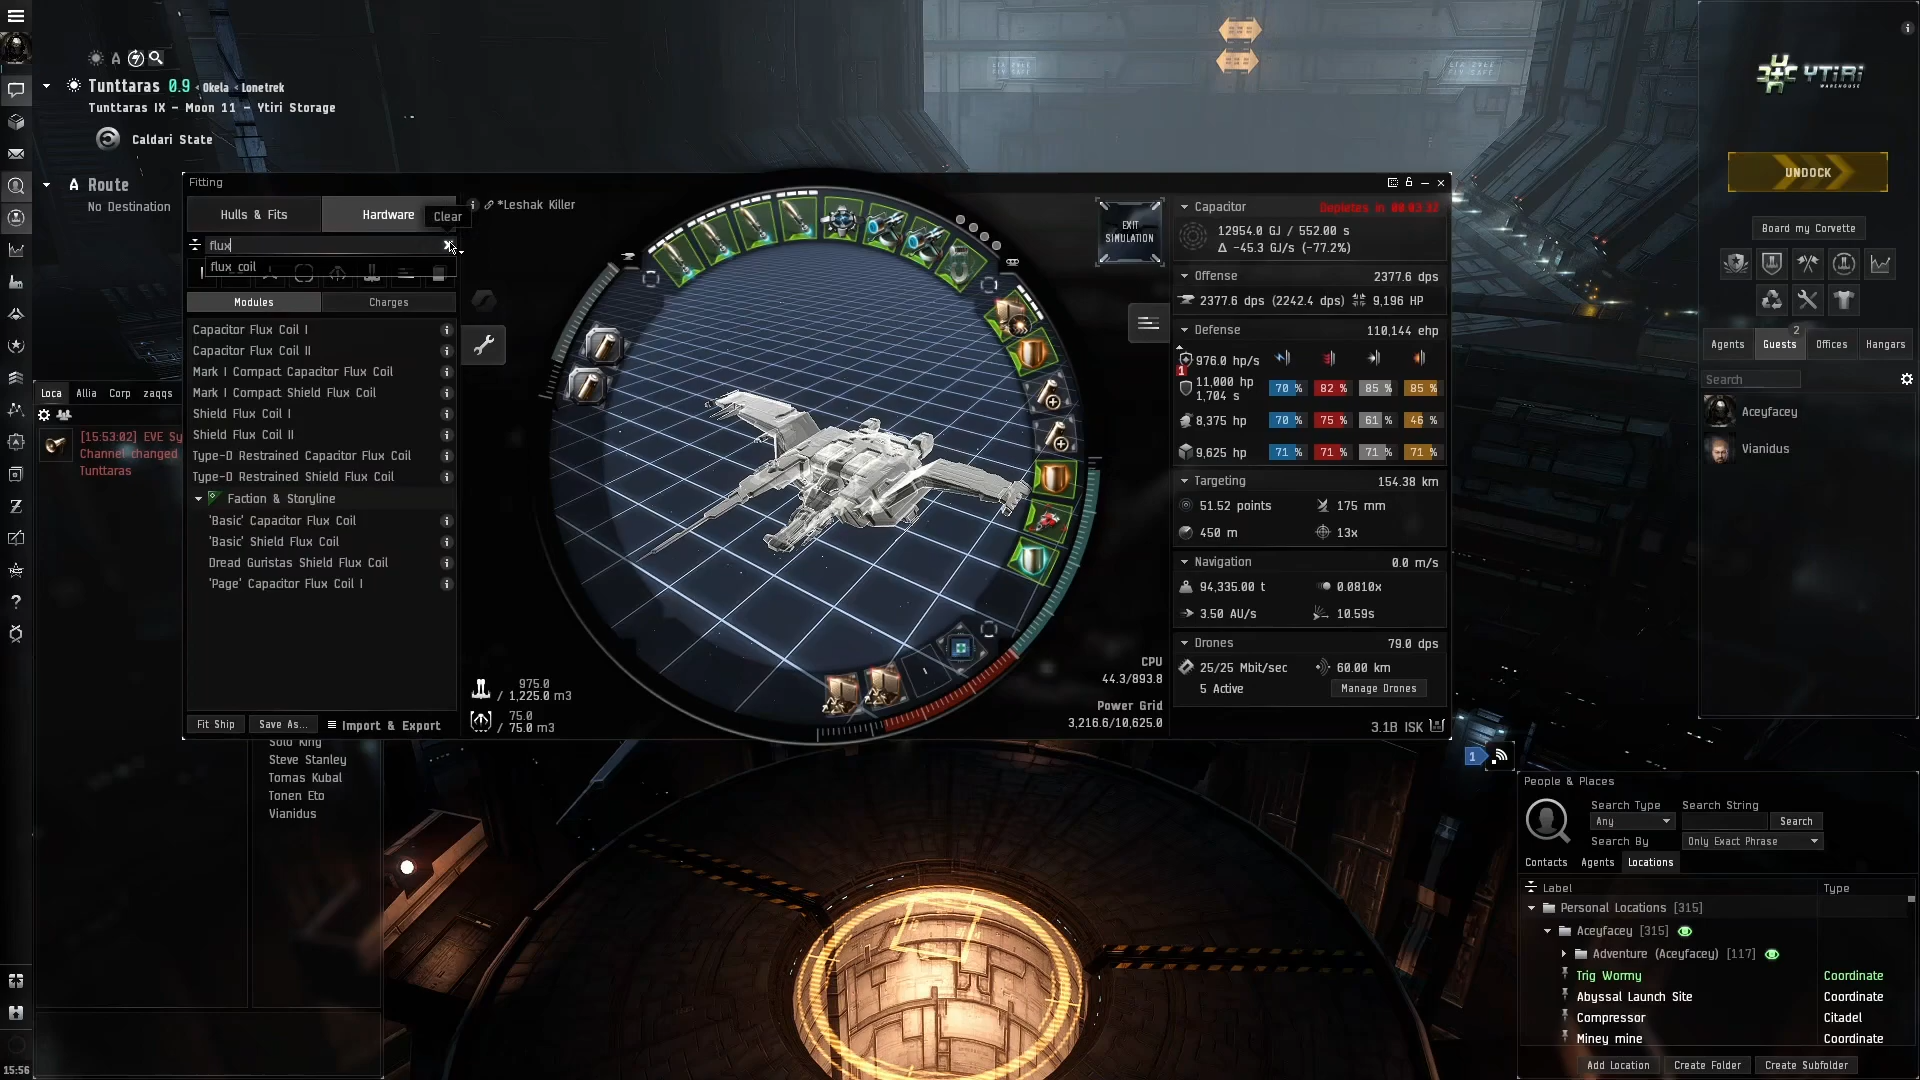 Tunttaras 0.9 < Okela < Lonetrek
Tunttaras IX - Moon 11 - Ytiri Storage
Caldari State
A Route
No Destination
Loca
Allia
Corp
zaqqs
[15:53:02] EVE Sy
Channel changed
Tunttaras
Solo King
Steve Stanley
Tomas Kubal
Tonen Eto
Vianidus
15:56
Fitting
Hulls & Fits
Hardware
Clear
*Leshak Killer
flux
flux coil
Modules
Charges
Capacitor Flux Coil I
Capacitor Flux Coil II
Mark I Compact Capacitor Flux Coil
Mark I Compact Shield Flux Coil
Shield Flux Coil I
Shield Flux Coil II
Type-D Restrained Capacitor Flux Coil
Type-D Restrained Shield Flux Coil
Faction & Storyline
'Basic' Capacitor Flux Coil
'Basic' Shield Flux Coil
Dread Guristas Shield Flux Coil
'Page' Capacitor Flux Coil I
Fit Ship
Save As...
Import & Export
975.0
/ 1,225.0 m3
75.0
/ 75.0 m3
EXIT
SIMULATION
CPU
44.3/893.8
Power Grid
3,216.6/10,625.0
Capacitor
Depletes in 00:03:32
12954.0 GJ / 552.00 s
Δ -45.3 GJ/s (-77.2%)
Offense
2377.6 dps
2377.6 dps (2242.4 dps)
9,196 HP
Defense
110,144 ehp
976.0 hp/s
1
11,000 hp
1,704 s
70 %
82 %
85 %
85 %
8,375 hp
70 %
75 %
61 %
46 %
9,625 hp
71 %
71 %
71 %
71 %
Targeting
154.38 km
51.52 points
175 mm
450 m
13x
Navigation
0.0 m/s
94,335.00 t
0.0810x
3.50 AU/s
10.59s
Drones
79.0 dps
25/25 Mbit/sec
60.00 km
5 Active
Manage Drones
3.1B ISK
YTIRI
WAREHOUSE
UNDOCK
Board my Corvette
Agents
Guests
2
Offices
Hangars
Search
Aceyfacey
Vianidus
1
People & Places
Search Type
Search String
Any
Search
Search By
Only Exact Phrase
Contacts
Agents
Locations
Label
Type
Personal Locations [315]
Aceyfacey [315]
Adventure (Aceyfacey) [117]
Trig Wormy
Coordinate
Abyssal Launch Site
Coordinate
Compressor
Citadel
Miney mine
Coordinate
Add Location
Create Folder
Create Subfolder